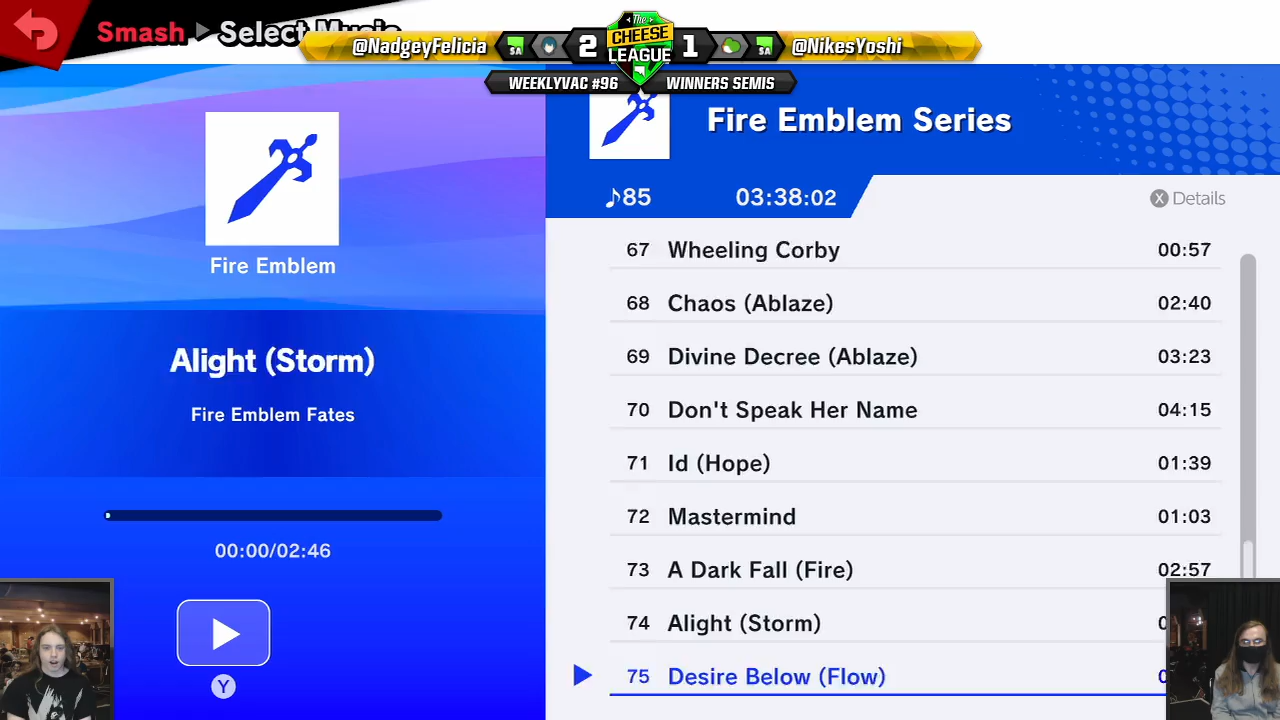 Smash ▶ Select Music
@NadgeyFelicia SA 2 The CHEESE LEAGUE 1 SA @NikesYoshi
WEEKLYVAC #96 WINNERS SEMIS
Fire Emblem Series
♪85 03:38:02
X Details
Fire Emblem
Alight (Storm)
Fire Emblem Fates
00:00/02:46
Y
67 Wheeling Corby 00:57
68 Chaos (Ablaze) 02:40
69 Divine Decree (Ablaze) 03:23
70 Don't Speak Her Name 04:15
71 Id (Hope) 01:39
72 Mastermind 01:03
73 A Dark Fall (Fire) 02:57
74 Alight (Storm)
75 Desire Below (Flow)